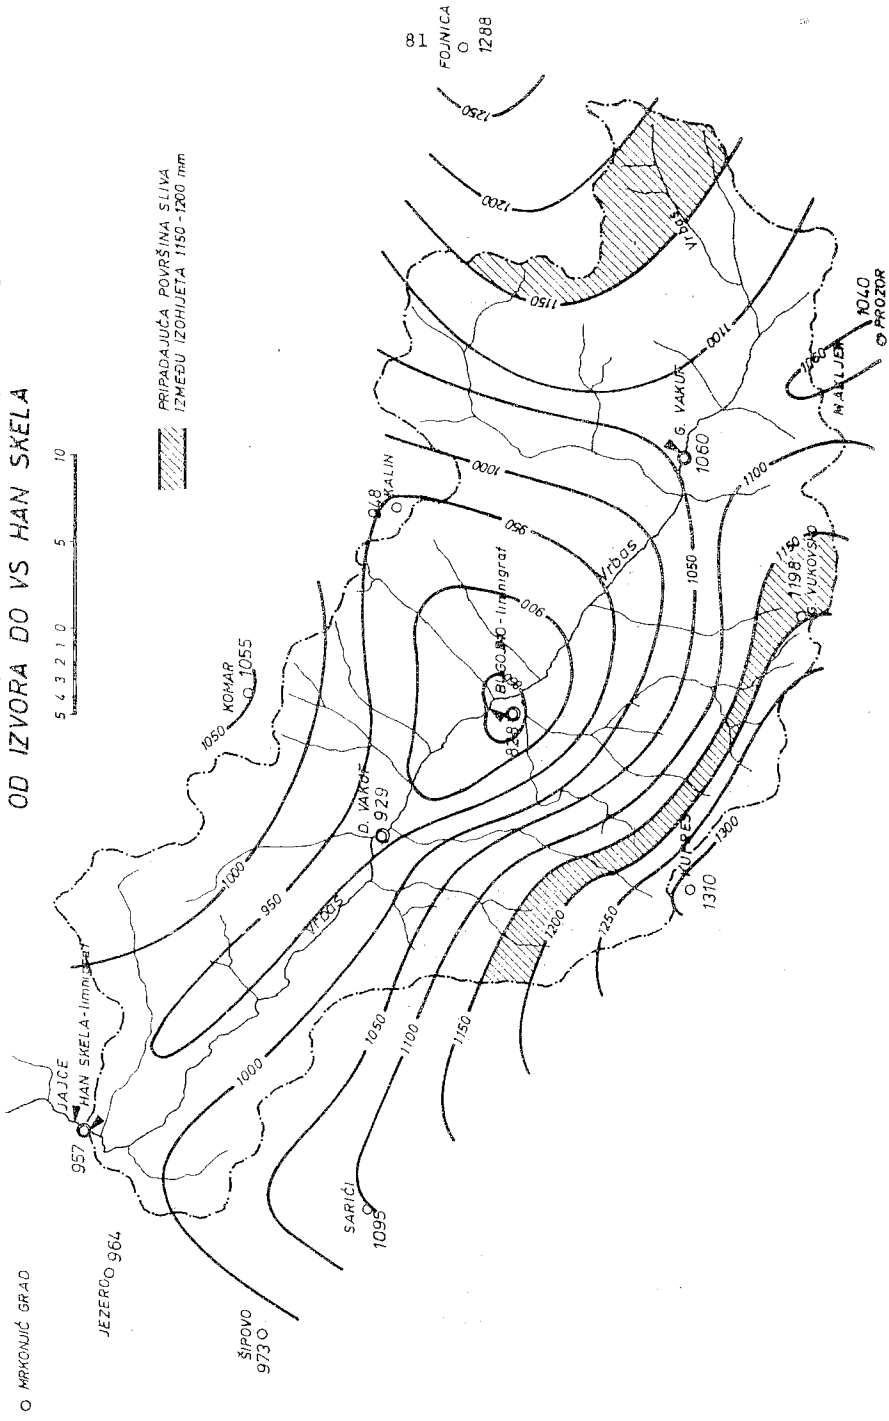 81
OD IZVORA DO VS HAN SKELA
5 4 3 2 1 0 5 10
PRIPADAJUĆA POVRŠINA SLIVA
IZMEĐU IZOHIJETA 1150-1200 mm
MRKONJIĆ GRAD
JEZERO
964
ŠIPOVO
973
JAJCE
HAN SKELA-limnigraf
957
SARIĆI
1095
KOMAR
1055
1050
1000
950
D. VAKUF
929
Vrbas
1000
1050
1100
1150
1200
1250
1300
KUPRES
1310
948
KALIN
1000
950
900
BUGOJNO-limnigraf
828
Vrbas
1050
G. VAKUF
1060
1100
1150
1198
G. VUKOVSKO
1100
1150
1200
1250
FOJNICA
1288
Vrbas
MAKLJEN
1060
1040
PROZOR